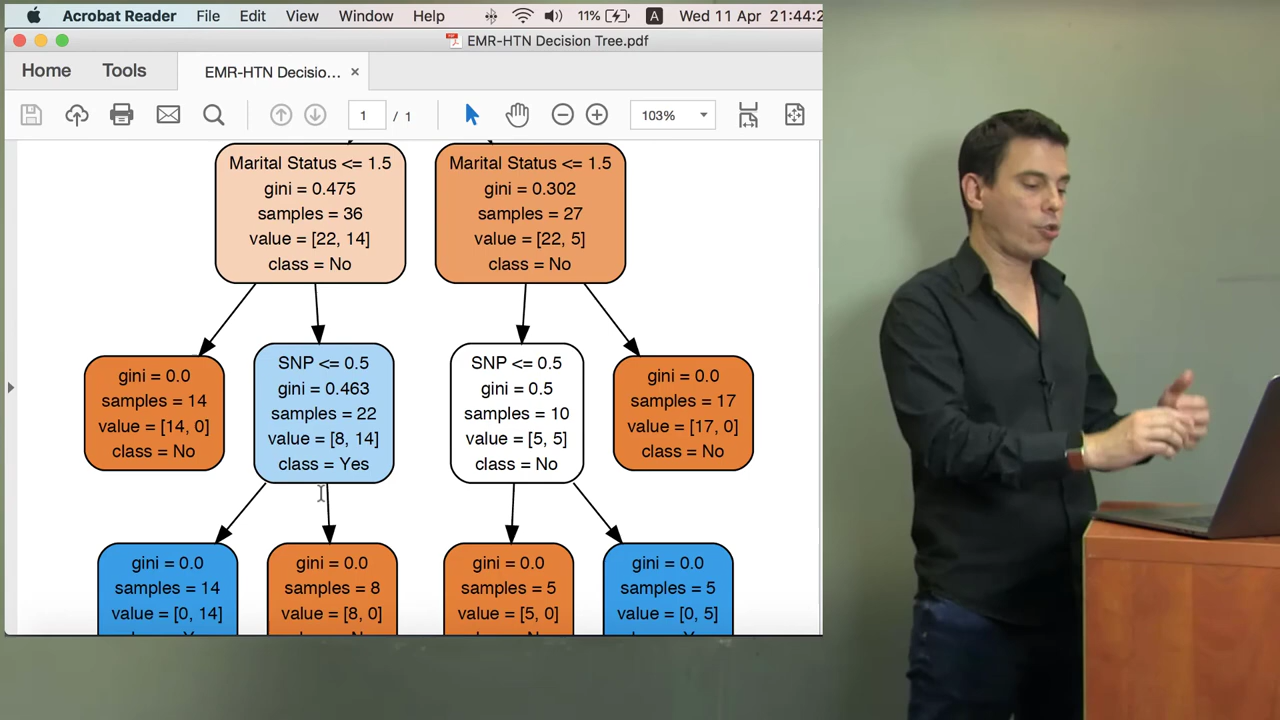 Acrobat Reader File Edit View Window Help 11% A Wed 11 Apr 21:44:2
EMR-HTN Decision Tree.pdf
Home Tools EMR-HTN Decisio... ×
1 / 1 103%
Marital Status <= 1.5
gini = 0.475
samples = 36
value = [22, 14]
class = No
Marital Status <= 1.5
gini = 0.302
samples = 27
value = [22, 5]
class = No
gini = 0.0
samples = 14
value = [14, 0]
class = No
SNP <= 0.5
gini = 0.463
samples = 22
value = [8, 14]
class = Yes
SNP <= 0.5
gini = 0.5
samples = 10
value = [5, 5]
class = No
gini = 0.0
samples = 17
value = [17, 0]
class = No
gini = 0.0
samples = 14
value = [0, 14]
gini = 0.0
samples = 8
value = [8, 0]
gini = 0.0
samples = 5
value = [5, 0]
gini = 0.0
samples = 5
value = [0, 5]